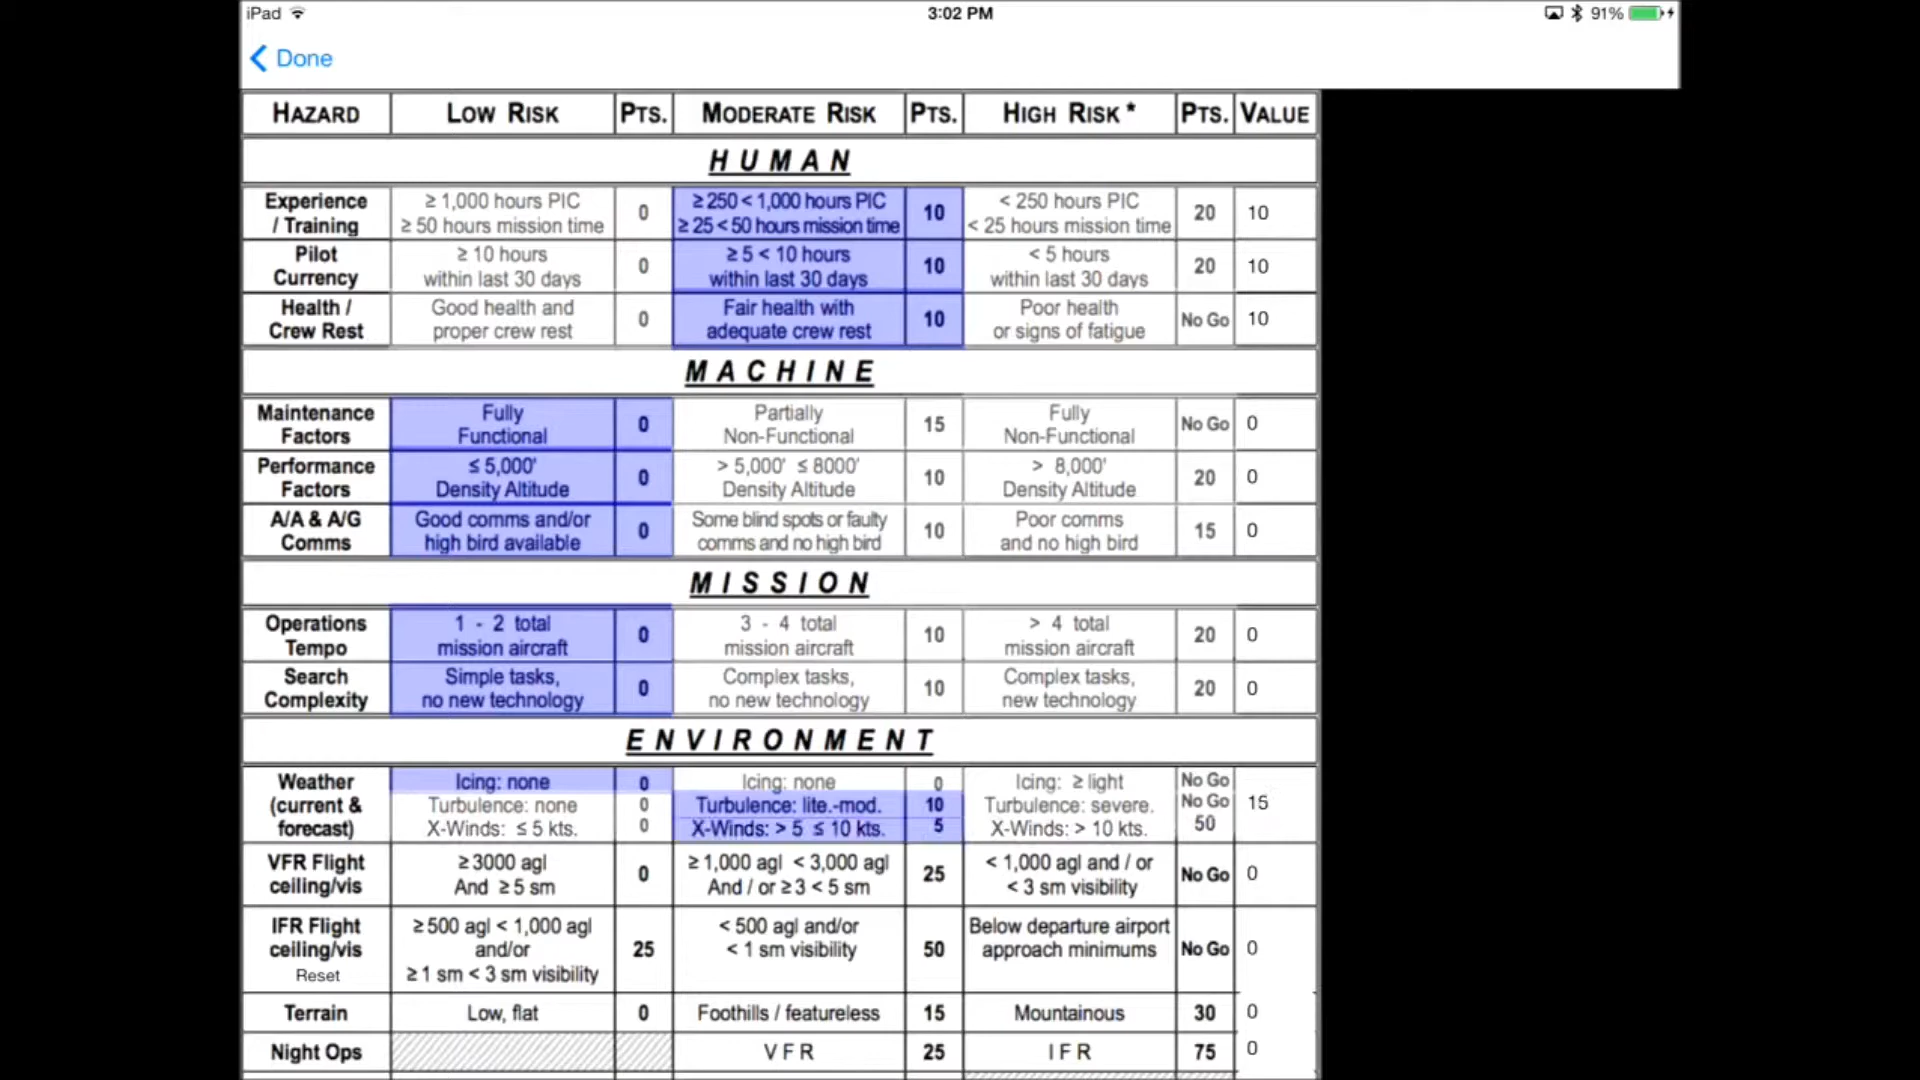 iPad
3:02 PM
91%
Done
HAZARD LOW RISK PTS. MODERATE RISK PTS. HIGH RISK * PTS. VALUE
HUMAN
Experience / Training
≥ 1,000 hours PIC
≥ 50 hours mission time
0
≥ 250 < 1,000 hours PIC
≥ 25 < 50 hours mission time
10
< 250 hours PIC
< 25 hours mission time
20
10
Pilot
Currency
≥ 10 hours
within last 30 days
0
≥ 5 < 10 hours
within last 30 days
10
< 5 hours
within last 30 days
20
10
Health /
Crew Rest
Good health and
proper crew rest
0
Fair health with
adequate crew rest
10
Poor health
or signs of fatigue
No Go
10
MACHINE
Maintenance
Factors
Fully
Functional
0
Partially
Non-Functional
15
Fully
Non-Functional
No Go
0
Performance
Factors
≤ 5,000'
Density Altitude
0
> 5,000' ≤ 8000'
Density Altitude
10
> 8,000'
Density Altitude
20
0
A/A & A/G
Comms
Good comms and/or
high bird available
0
Some blind spots or faulty
comms and no high bird
10
Poor comms
and no high bird
15
0
MISSION
Operations
Tempo
1 - 2 total
mission aircraft
0
3 - 4 total
mission aircraft
10
> 4 total
mission aircraft
20
0
Search
Complexity
Simple tasks,
no new technology
0
Complex tasks,
no new technology
10
Complex tasks,
new technology
20
0
ENVIRONMENT
Weather
(current &
forecast)
Icing: none 0
Turbulence: none 0
X-Winds: ≤ 5 kts. 0
Icing: none 0
Turbulence: lite.-mod. 10
X-Winds: > 5 ≤ 10 kts. 5
Icing: ≥ light No Go
Turbulence: severe. No Go
X-Winds: > 10 kts. 50
15
VFR Flight
ceiling/vis
≥ 3000 agl
And ≥ 5 sm
0
≥ 1,000 agl < 3,000 agl
And / or ≥ 3 < 5 sm
25
< 1,000 agl and / or
< 3 sm visibility
No Go
0
IFR Flight
ceiling/vis
Reset
≥ 500 agl < 1,000 agl
and/or
≥ 1 sm < 3 sm visibility
25
< 500 agl and/or
< 1 sm visibility
50
Below departure airport
approach minimums
No Go
0
Terrain
Low, flat
0
Foothills / featureless
15
Mountainous
30
0
Night Ops
VFR
25
IFR
75
0